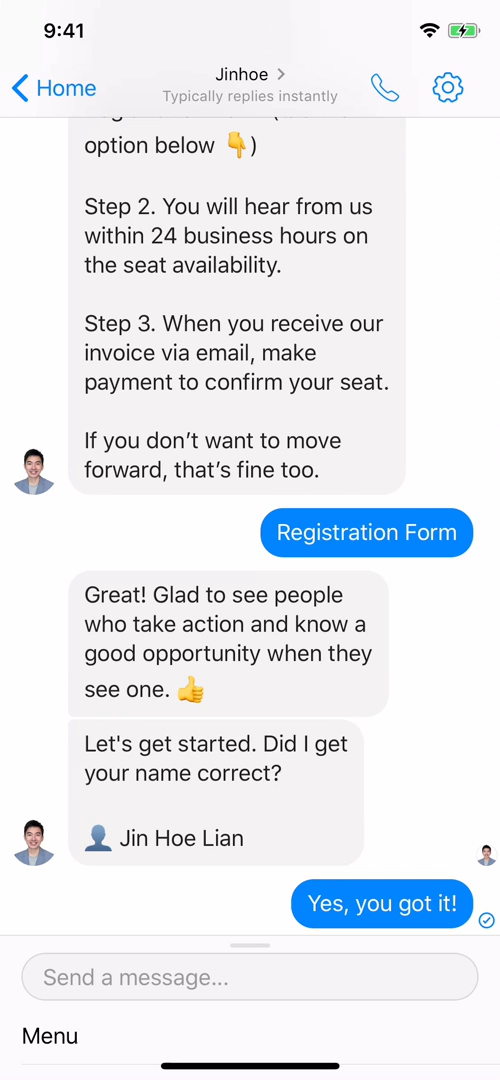 9:41
Home
Jinhoe
Typically replies instantly
option below 👇)
Step 2. You will hear from us
within 24 business hours on
the seat availability.
Step 3. When you receive our
invoice via email, make
payment to confirm your seat.
If you don’t want to move
forward, that’s fine too.
Registration Form
Great! Glad to see people
who take action and know a
good opportunity when they
see one. 👍
Let's get started. Did I get
your name correct?
👤 Jin Hoe Lian
Yes, you got it!
Send a message...
Menu